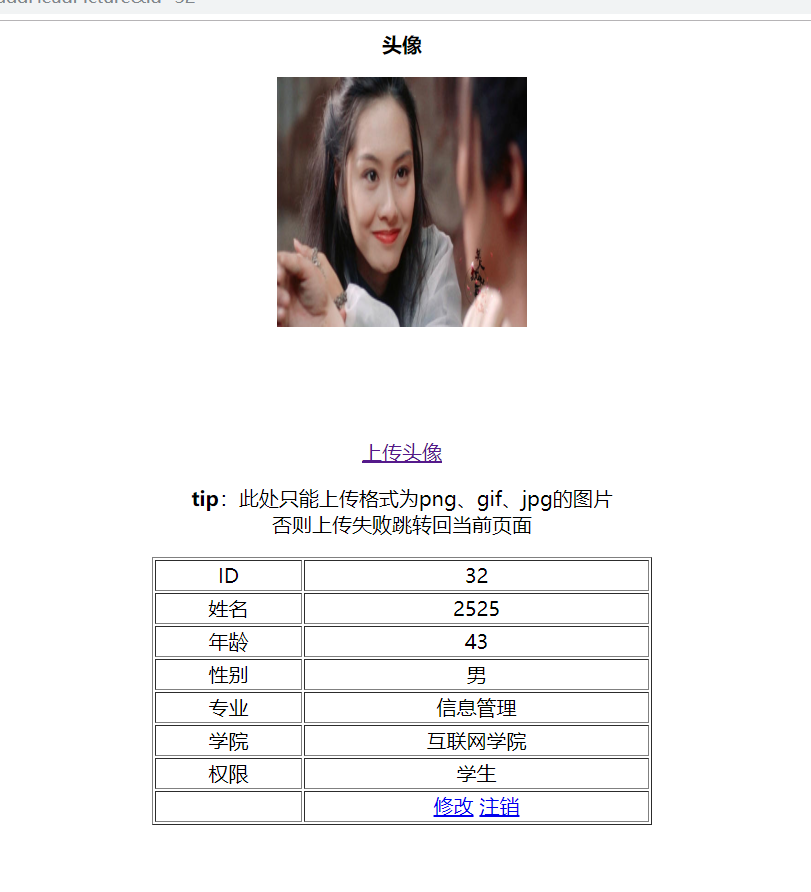 头像
上传头像
tip：此处只能上传格式为png、gif、jpg的图片
否则上传失败跳转回当前页面
ID 32
姓名 2525
年龄 43
性别 男
专业 信息管理
学院 互联网学院
权限 学生
修改 注销